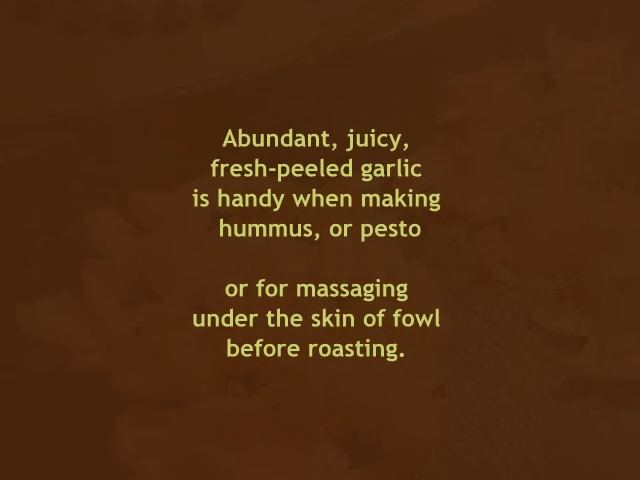 Abundant, juicy,
fresh-peeled garlic
is handy when making
hummus, or pesto
or for massaging
under the skin of fowl
before roasting.